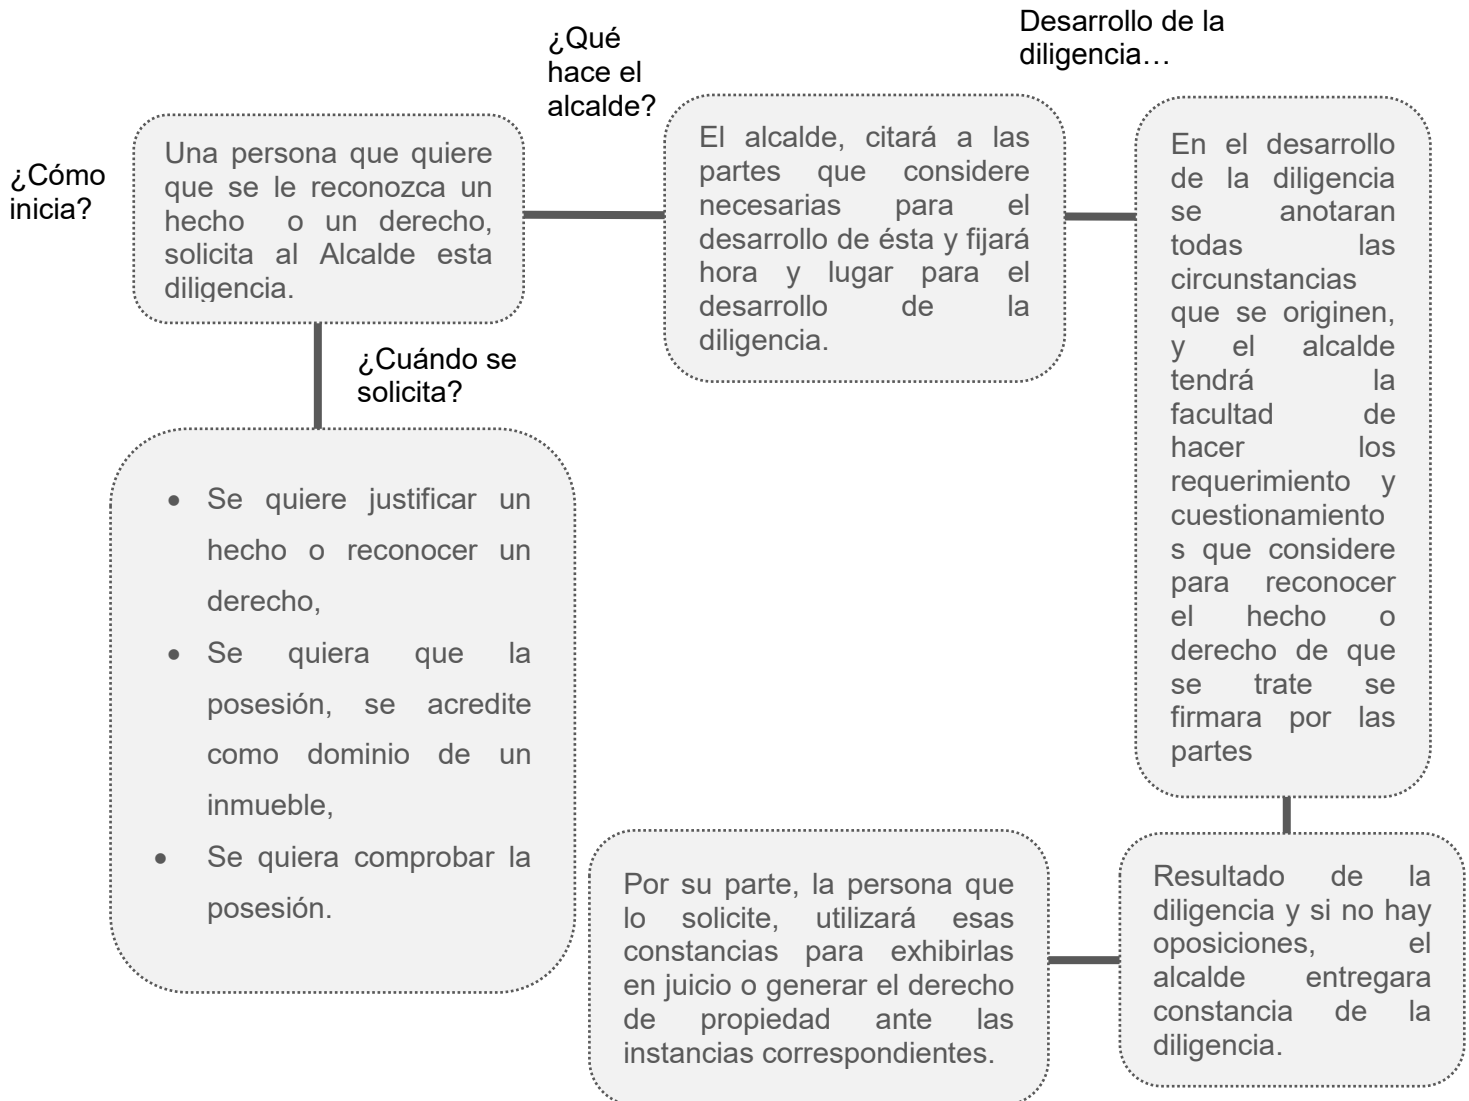 ¿Cómo
inicia?
Una persona que quiere
que se le reconozca un
hecho o un derecho,
solicita al Alcalde esta
diligencia.
¿Cuándo se
solicita?
• Se quiere justificar un
hecho o reconocer un
derecho,
• Se quiera que la
posesión, se acredite
como dominio de un
inmueble,
• Se quiera comprobar la
posesión.
¿Qué
hace el
alcalde?
El alcalde, citará a las
partes que considere
necesarias para el
desarrollo de ésta y fijará
hora y lugar para el
desarrollo de la
diligencia.
Desarrollo de la
diligencia…
En el desarrollo
de la diligencia
se anotaran
todas las
circunstancias
que se originen,
y el alcalde
tendrá la
facultad de
hacer los
requerimiento y
cuestionamiento
s que considere
para reconocer
el hecho o
derecho de que
se trate se
firmara por las
partes
Resultado de la
diligencia y si no hay
oposiciones, el
alcalde entregara
constancia de la
diligencia.
Por su parte, la persona que
lo solicite, utilizará esas
constancias para exhibirlas
en juicio o generar el derecho
de propiedad ante las
instancias correspondientes.